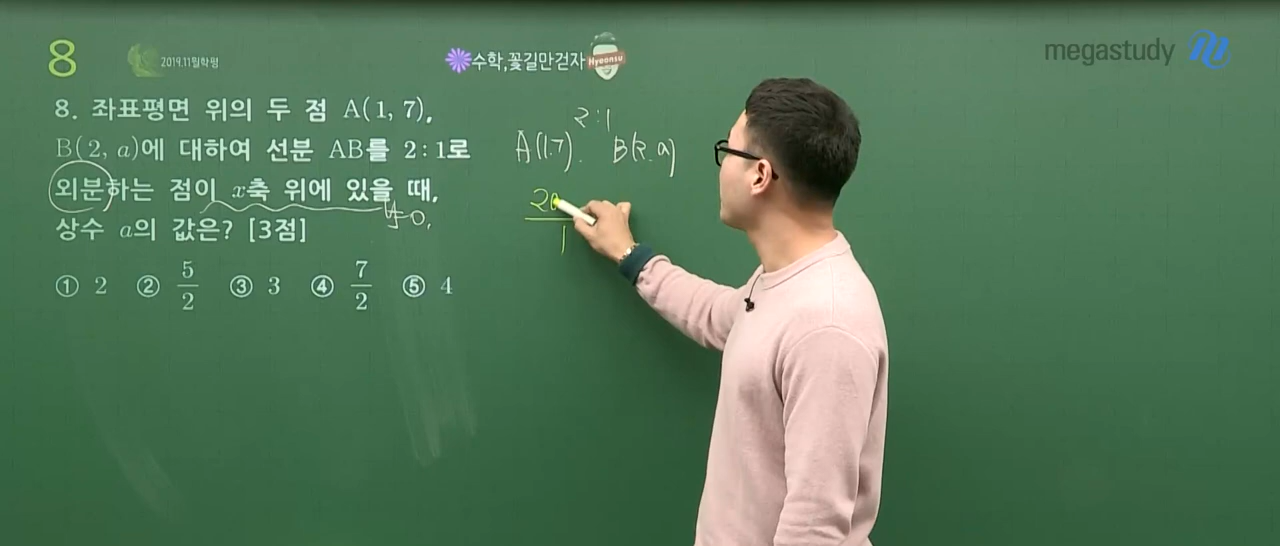 8
2019.11월학평
수학,꽃길만걷자
Hyeonsu
megastudy
8. 좌표평면 위의 두 점 A(1, 7),
B(2, a)에 대하여 선분 AB를 2 : 1로
외분하는 점이 x축 위에 있을 때,
y=0,
상수 a의 값은? [3점]
① 2 ② 5/2 ③ 3 ④ 7/2 ⑤ 4
2:1
A(1.7). B(2. a)
2a
1